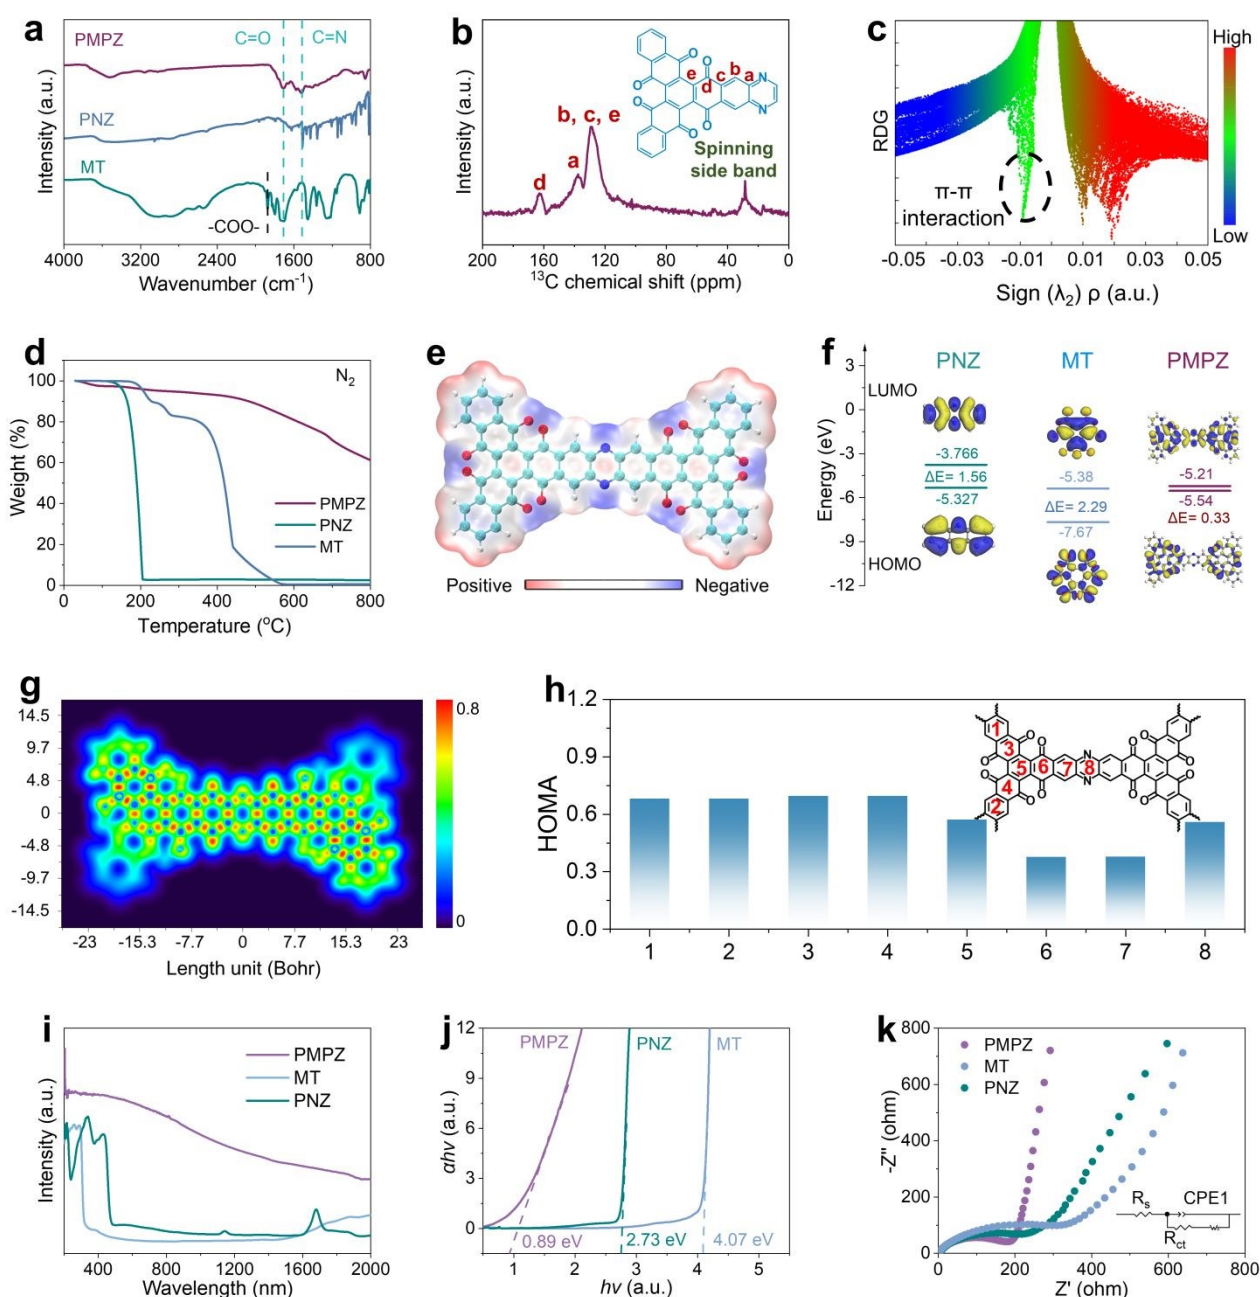 a
PMPZ
C=O
C=N
PNZ
MT
-COO-
Intensity (a.u.)
4000 3200 2400 1600 800
Wavenumber (cm⁻¹)
b
Intensity (a.u.)
O O O O O O
N
N
e d c b a
b, c, e
a
d
Spinning
side band
200 160 120 80 40 0
¹³C chemical shift (ppm)
c
RDG
π-π
interaction
High
Low
-0.05 -0.03 -0.01 0.01 0.03 0.05
Sign (λ₂) ρ (a.u.)
d
N₂
Weight (%)
100
80
60
40
20
0
PMPZ
PNZ
MT
0 200 400 600 800
Temperature (°C)
e
Positive
Negative
f
Energy (eV)
3
0
-3
-6
-9
-12
LUMO
HOMO
PNZ
MT
PMPZ
-3.766
ΔE= 1.56
-5.327
-5.38
ΔE= 2.29
-7.67
-5.21
-5.54
ΔE= 0.33
g
14.5
9.7
4.8
0
-4.8
-9.7
-14.5
0.8
0
-23 -15.3 -7.7 0 7.7 15.3 23
Length unit (Bohr)
h
HOMA
1.2
0.9
0.6
0.3
0.0
1
3
5 6 7 8
4
2
O O O O O O
N
N
O O O O O O
1 2 3 4 5 6 7 8
i
Intensity (a.u.)
PMPZ
MT
PNZ
400 800 1200 1600 2000
Wavelength (nm)
j
αhv (a.u.)
12
9
6
3
0
PMPZ
PNZ
MT
0.89 eV
2.73 eV
4.07 eV
1 2 3 4 5
hv (a.u.)
k
-Z'' (ohm)
800
600
400
200
0
PMPZ
MT
PNZ
Rs
CPE1
Rct
0 200 400 600 800
Z' (ohm)